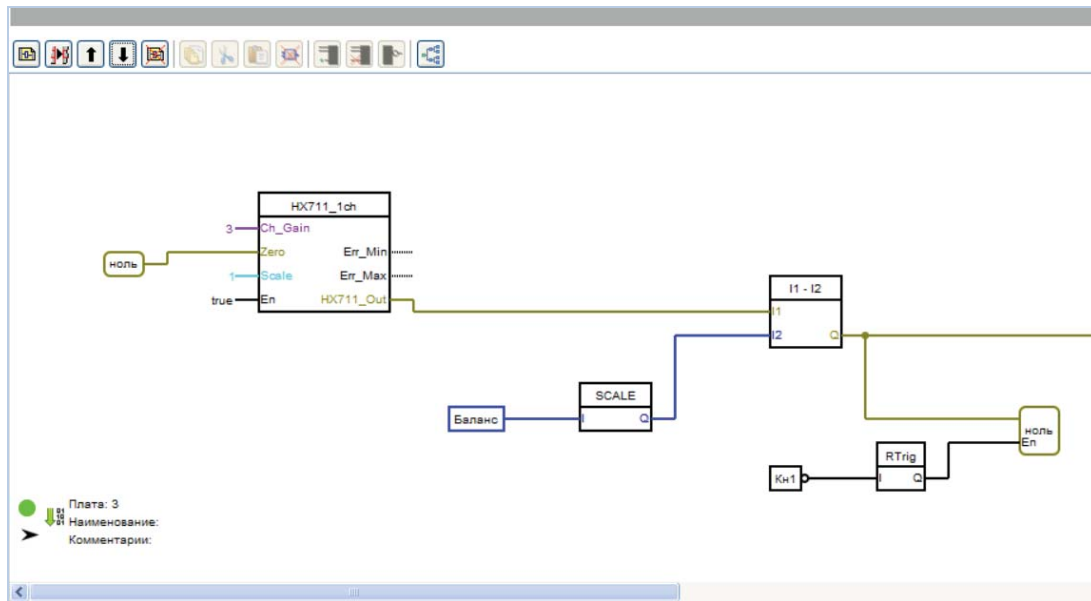 HX711_1ch
3
Ch_Gain
ноль
Zero
Err_Min
1
Scale
Err_Max
true
En
HX711_Out
I1 - I2
I1
I2
Q
SCALE
Баланс
I
Q
ноль
En
RTrig
Кн1
I
Q
Плата: 3
Наименование:
Комментарии: